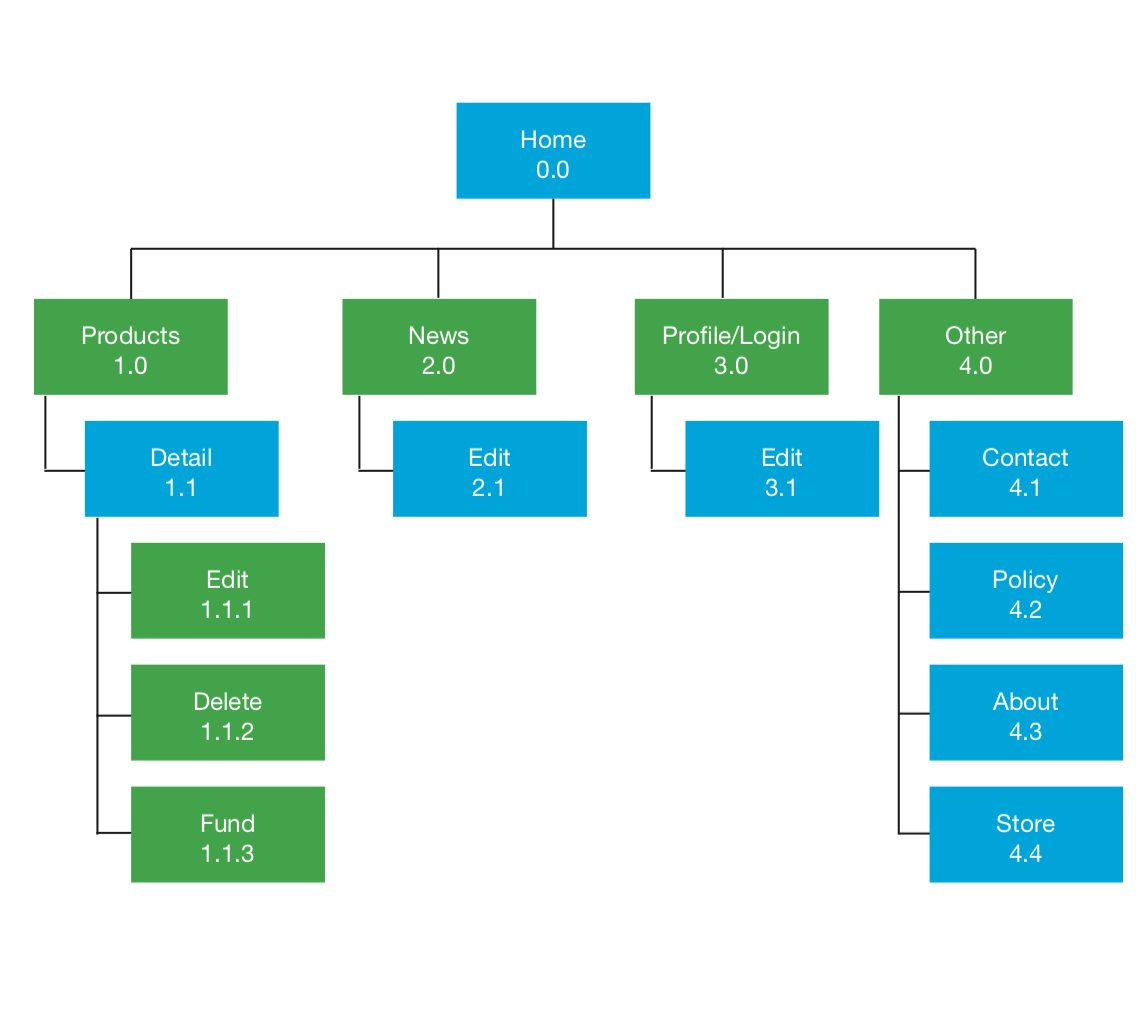 Home
0.0
Products
1.0
News
2.0
Profile/Login
3.0
Other
4.0
Detail
1.1
Edit
2.1
Edit
3.1
Contact
4.1
Edit
1.1.1
Policy
4.2
Delete
1.1.2
About
4.3
Fund
1.1.3
Store
4.4